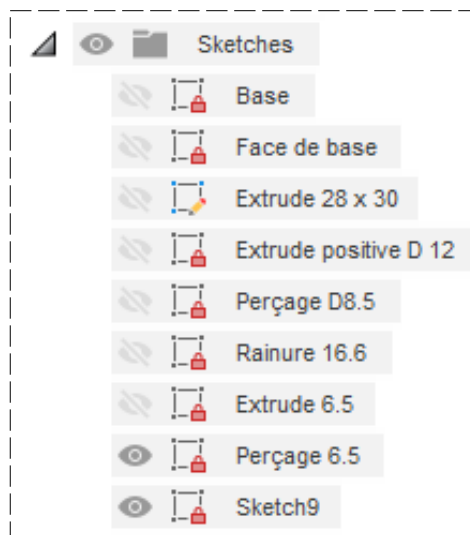 Sketches
Base
Face de base
Extrude 28 x 30
Extrude positive D 12
Perçage D8.5
Rainure 16.6
Extrude 6.5
Perçage 6.5
Sketch9